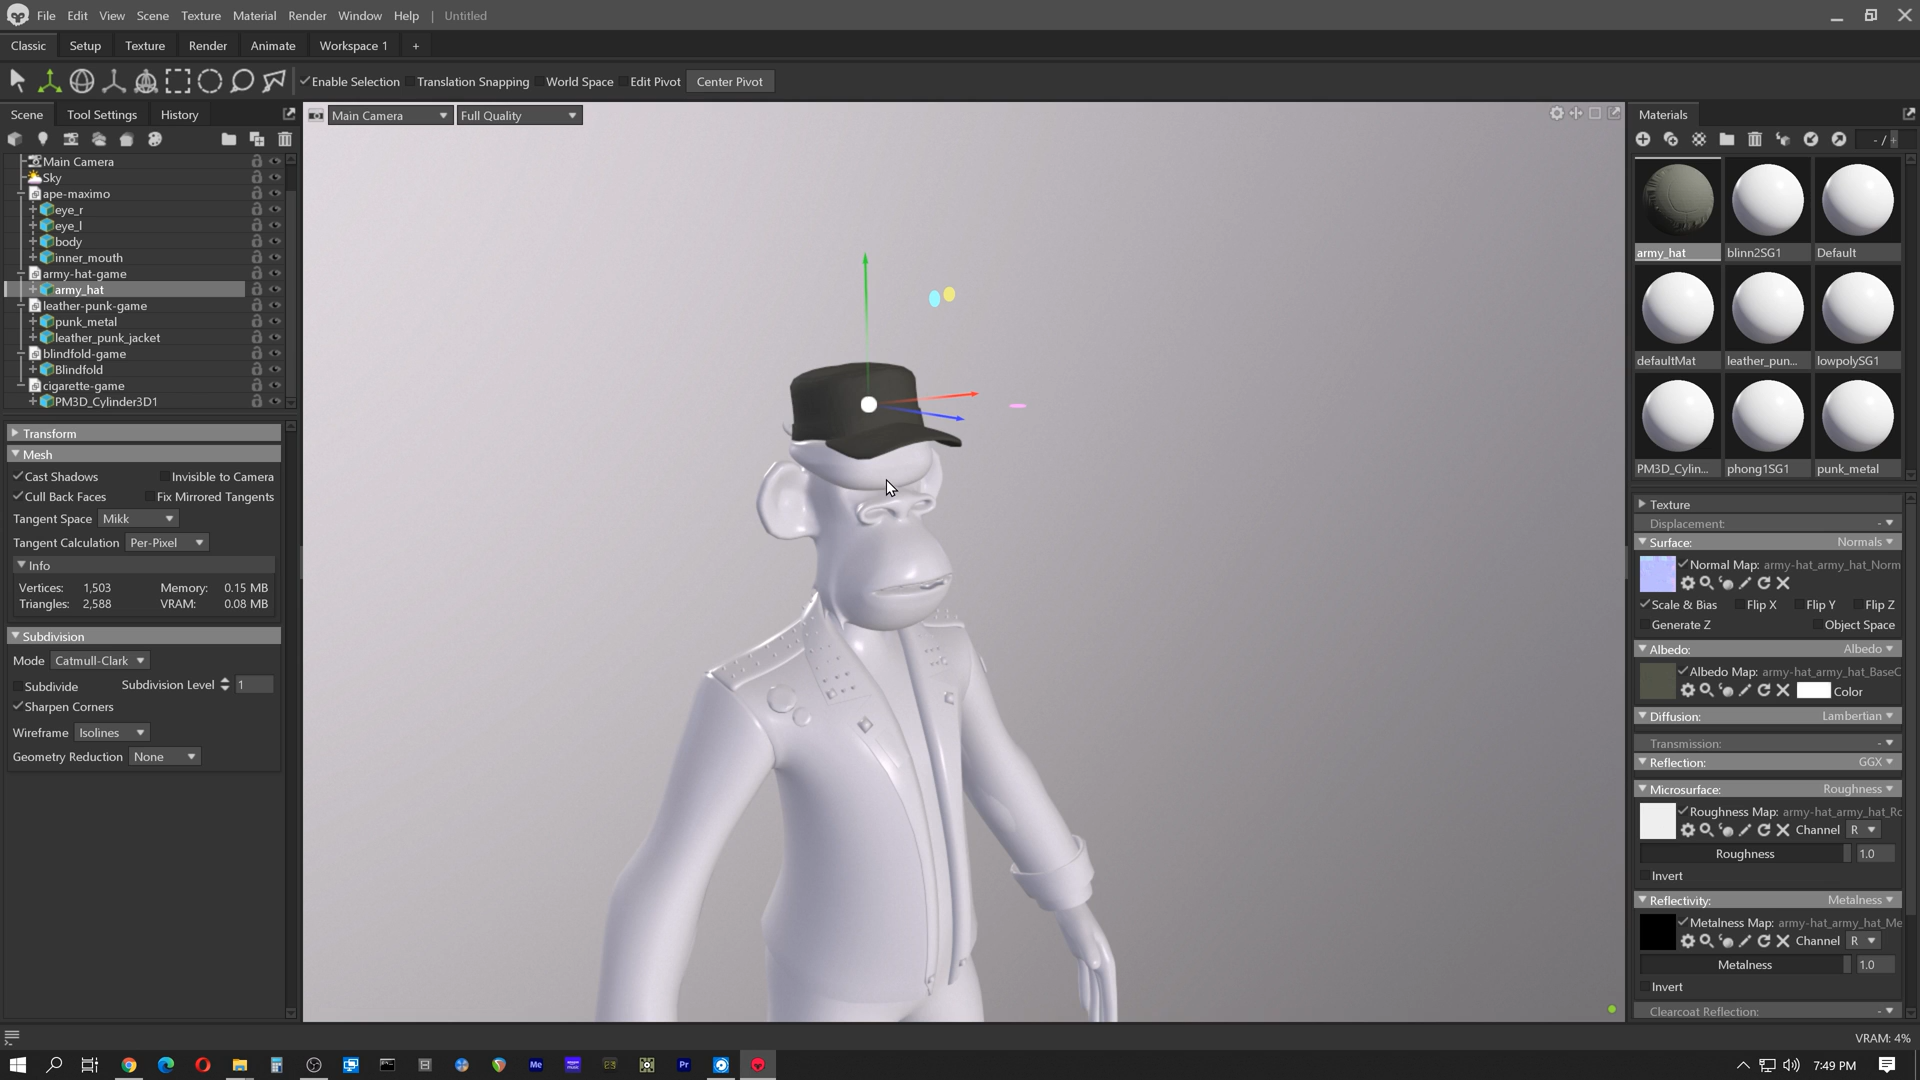 File Edit View Scene Texture Material Render Window Help | Untitled
Classic Setup Texture Render Animate Workspace 1 +
Enable Selection Translation Snapping World Space Edit Pivot Center Pivot
Scene Tool Settings History
Main Camera
Sky
ape-maximo
eye_r
eye_l
body
inner_mouth
army-hat-game
army_hat
leather-punk-game
punk_metal
leather_punk_jacket
blindfold-game
Blindfold
cigarette-game
PM3D_Cylinder3D1
Transform
Mesh
Cast Shadows Invisible to Camera
Cull Back Faces Fix Mirrored Tangents
Tangent Space Mikk
Tangent Calculation Per-Pixel
Info
Vertices: 1,503 Memory: 0.15 MB
Triangles: 2,588 VRAM: 0.08 MB
Subdivision
Mode Catmull-Clark
Subdivide Subdivision Level 1
Sharpen Corners
Wireframe Isolines
Geometry Reduction None
Main Camera Full Quality
Materials
- /
army_hat blinn2SG1 Default
defaultMat leather_pun... lowpolySG1
PM3D_Cylin... phong1SG1 punk_metal
Texture
Displacement: -
Surface: Normals
Normal Map: army-hat_army_hat_Norm
Scale & Bias Flip X Flip Y Flip Z
Generate Z Object Space
Albedo: Albedo
Albedo Map: army-hat_army_hat_BaseC
Color
Diffusion: Lambertian
Transmission: -
Reflection: GGX
Microsurface: Roughness
Roughness Map: army-hat_army_hat_Ro
Channel R
Roughness 1.0
Invert
Reflectivity: Metalness
Metalness Map: army-hat_army_hat_Me
Channel R
Metalness 1.0
Invert
Clearcoat Reflection: -
VRAM: 4%
Me Pr 7:49 PM